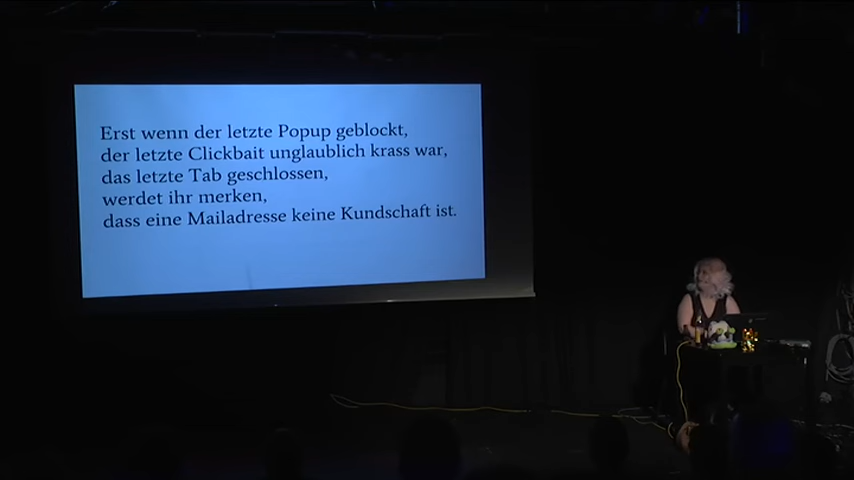 Erst wenn der letzte Popup geblockt,
der letzte Clickbait unglaublich krass war,
das letzte Tab geschlossen,
werdet ihr merken,
dass eine Mailadresse keine Kundschaft ist.